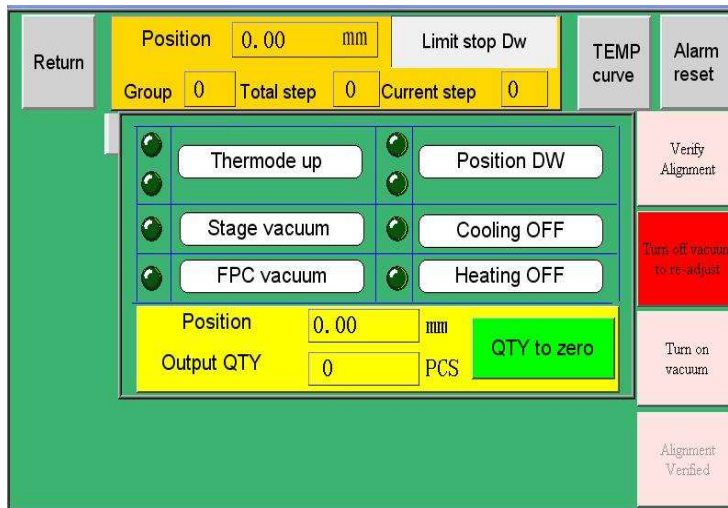 Return
Position 0.00 mm
Limit stop Dw
Group 0 Total step 0 Current step 0
TEMP
curve
Alarm
reset
Thermode up
Position DW
Stage vacuum
Cooling OFF
FPC vacuum
Heating OFF
Position 0.00 mm
Output QTY 0 PCS
QTY to zero
Verify
Alignment
Turn off vacuum
to re-adjust
Turn on
vacuum
Alignment
Verified